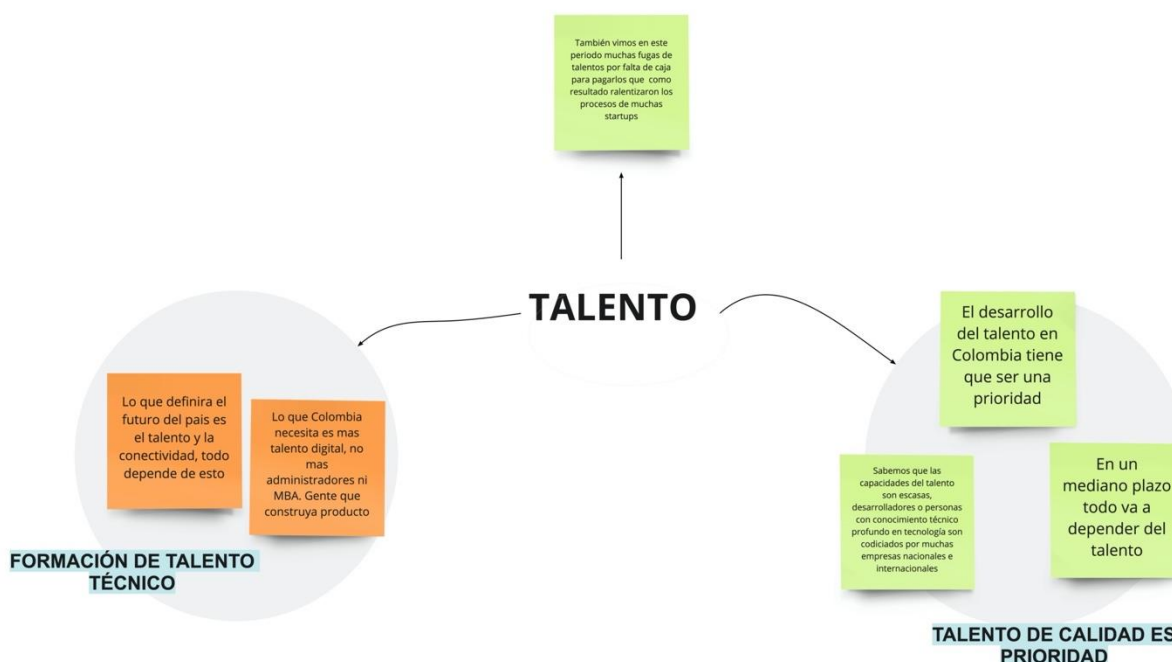 También vimos en este
periodo muchas fugas de
talentos por falta de caja
para pagarlos que como
resultado ralentizaron los
procesos de muchas
startups
TALENTO
Lo que definira el
futuro del pais es
el talento y la
conectividad, todo
depende de esto
Lo que Colombia
necesita es mas
talento digital, no
mas
administradores ni
MBA. Gente que
construya producto
FORMACIÓN DE TALENTO
TÉCNICO
El desarrollo
del talento en
Colombia tiene
que ser una
prioridad
Sabemos que las
capacidades del talento
son escasas,
desarrolladores o personas
con conocimiento técnico
profundo en tecnología son
codiciados por muchas
empresas nacionales e
internacionales
En un
mediano plazo
todo va a
depender del
talento
TALENTO DE CALIDAD ES
PRIORIDAD